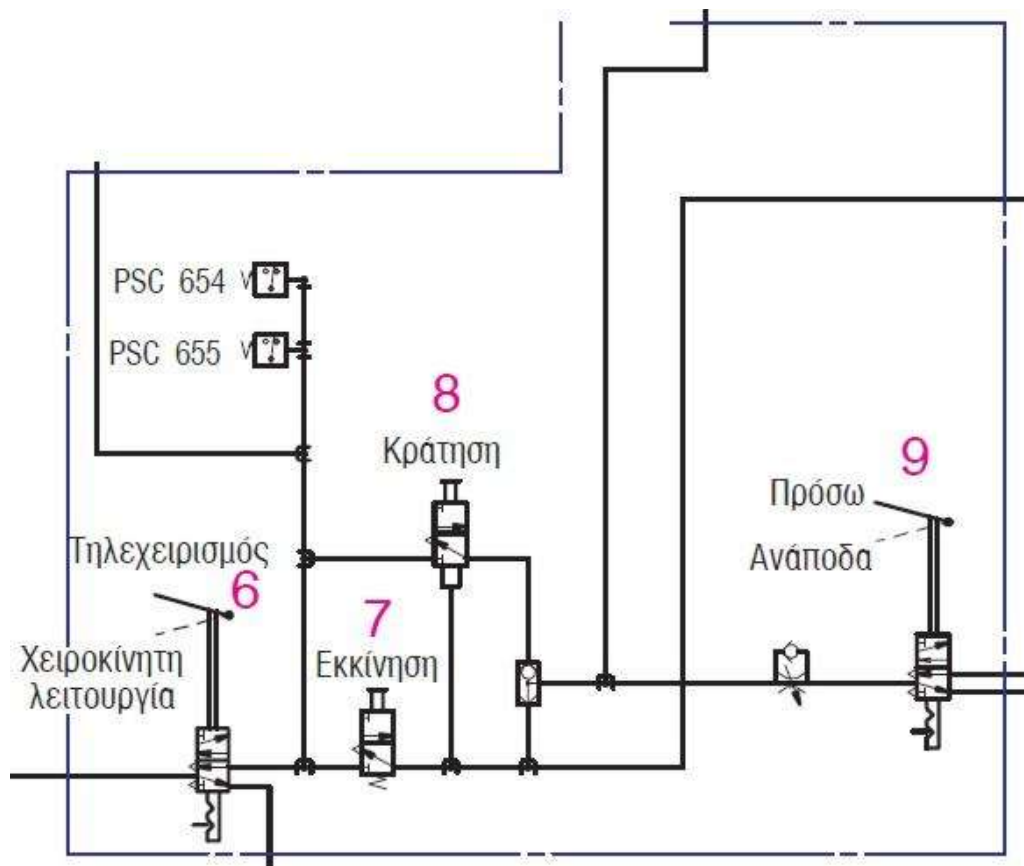 PSC 654
PSC 655
8
Κράτηση
9
Πρόσω
Ανάποδα
Τηλεχειρισμός
6
7
Χειροκίνητη
λειτουργία
Εκκίνηση